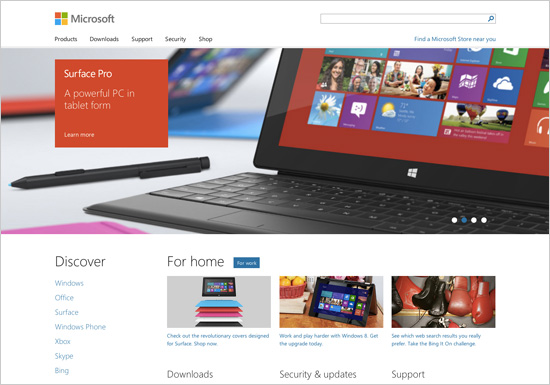 Microsoft
Products Downloads Support Security Shop
Find a Microsoft Store near you
Surface Pro
A powerful PC in
tablet form
Learn more
Discover
Windows
Office
Surface
Windows Phone
Xbox
Skype
Bing
For home
For work
Check out the revolutionary covers designed
for Surface. Shop now.
Work and play harder with Windows 8. Get
the upgrade today.
See which web search results you really
prefer. Take the Bing It On challenge.
Downloads
Security & updates
Support